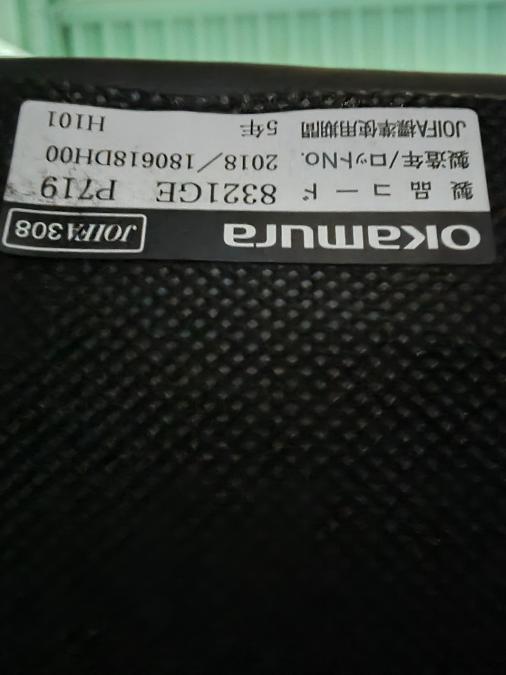 okamura JOIFA308
製品コード 8321GE P719
製造年/ロットNo. 2018/180618DH00
JOIFA標準使用期間 5年 H101